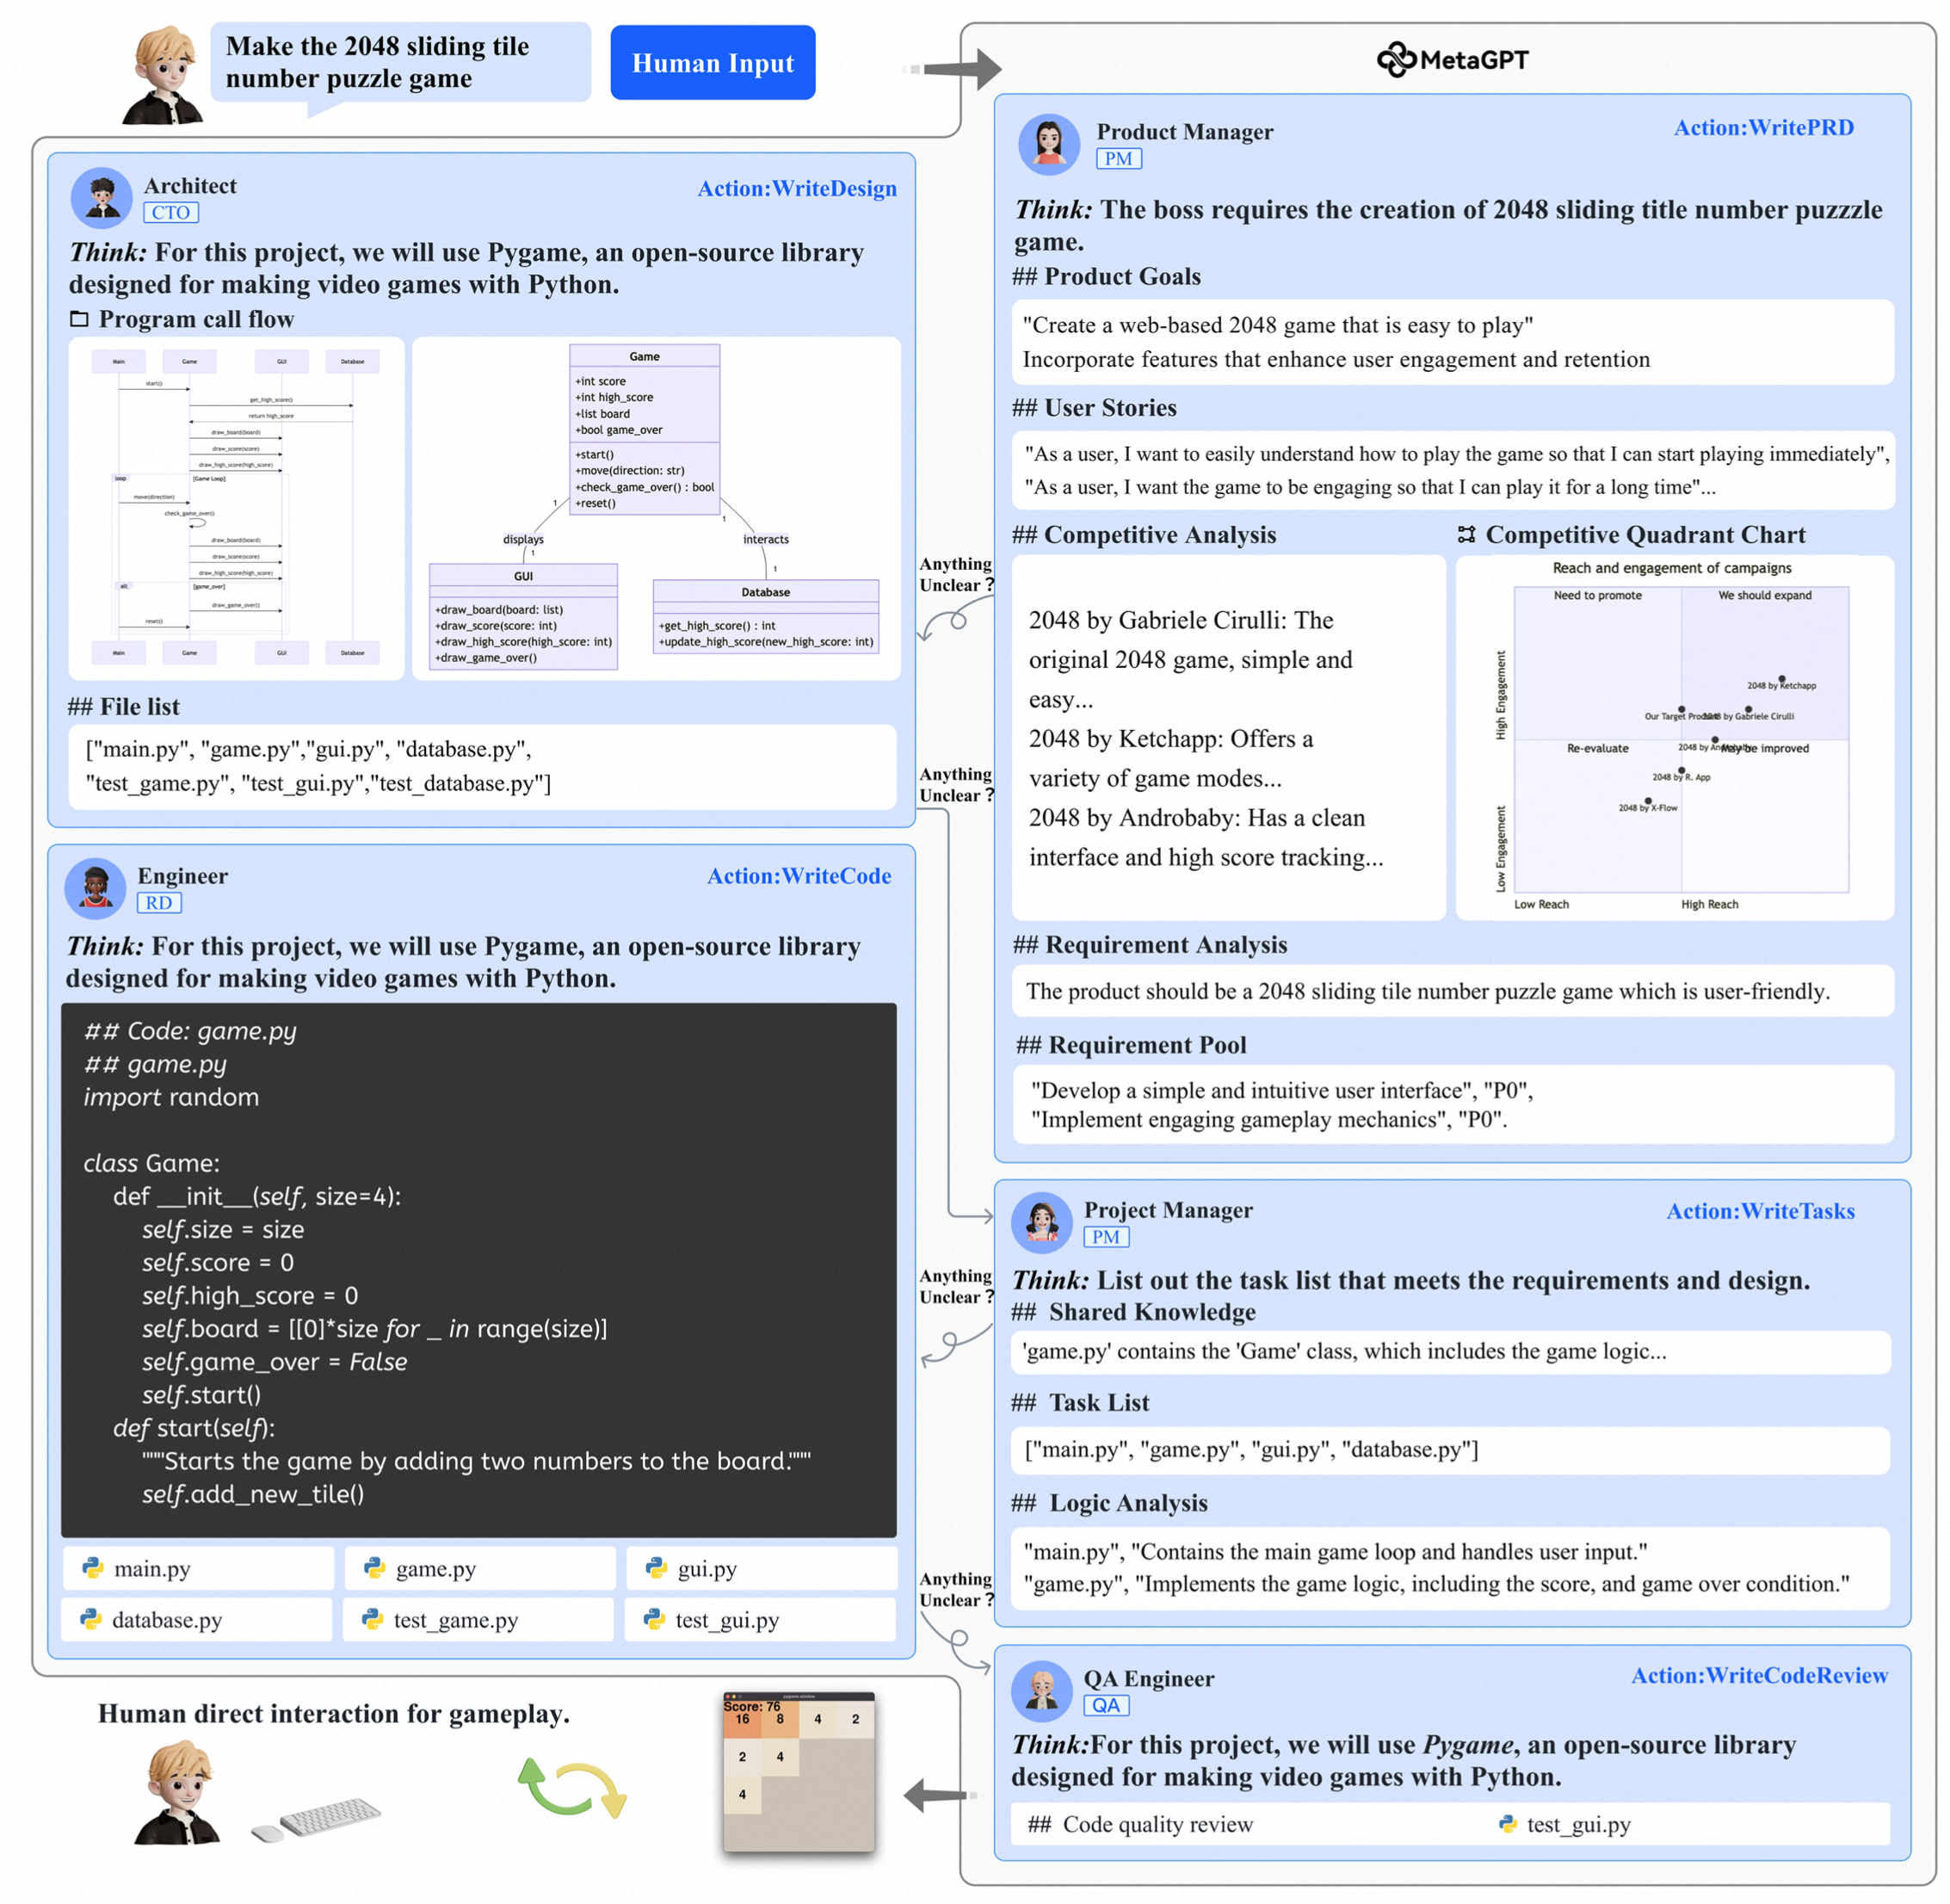 Make the 2048 sliding tile
number puzzle game
Human Input
MetaGPT
Product Manager
PM
Action:WritePRD
Think: The boss requires the creation of 2048 sliding title number puzzzle
game.
## Product Goals
"Create a web-based 2048 game that is easy to play"
Incorporate features that enhance user engagement and retention
## User Stories
"As a user, I want to easily understand how to play the game so that I can start playing immediately",
"As a user, I want the game to be engaging so that I can play it for a long time"...
## Competitive Analysis
2048 by Gabriele Cirulli: The
original 2048 game, simple and
easy...
2048 by Ketchapp: Offers a
variety of game modes...
2048 by Androbaby: Has a clean
interface and high score tracking...
Competitive Quadrant Chart
Reach and engagement of campaigns
Need to promote
We should expand
High Engagement
2048 by Ketchapp
Our Target Product
2048 by Gabriele Cirulli
Re-evaluate
2048 by Androbaby
May be improved
2048 by R. App
2048 by X-Flow
Low Engagement
Low Reach
High Reach
## Requirement Analysis
The product should be a 2048 sliding tile number puzzle game which is user-friendly.
## Requirement Pool
"Develop a simple and intuitive user interface", "P0",
"Implement engaging gameplay mechanics", "P0".
Anything
Unclear ?
Architect
CTO
Action:WriteDesign
Think: For this project, we will use Pygame, an open-source library
designed for making video games with Python.
Program call flow
Main
Game
GUI
Database
start()
get_high_score()
return high_score
draw_board(board)
draw_score(score)
draw_high_score(high_score)
loop
[Game Loop]
move(direction)
check_game_over()
draw_board(board)
draw_score(score)
draw_high_score(high_score)
alt
[game_over]
draw_game_over()
reset()
Main
Game
GUI
Database
Game
+int score
+int high_score
+list board
+bool game_over
+start()
+move(direction: str)
+check_game_over() : bool
+reset()
1
displays
1
1
interacts
1
GUI
+draw_board(board: list)
+draw_score(score: int)
+draw_high_score(high_score: int)
+draw_game_over()
Database
+get_high_score() : int
+update_high_score(new_high_score: int)
## File list
["main.py", "game.py","gui.py", "database.py",
"test_game.py", "test_gui.py","test_database.py"]
Anything
Unclear ?
Project Manager
PM
Action:WriteTasks
Think: List out the task list that meets the requirements and design.
## Shared Knowledge
'game.py' contains the 'Game' class, which includes the game logic...
## Task List
["main.py", "game.py", "gui.py", "database.py"]
## Logic Analysis
"main.py", "Contains the main game loop and handles user input."
"game.py", "Implements the game logic, including the score, and game over condition."
Anything
Unclear ?
Engineer
RD
Action:WriteCode
Think: For this project, we will use Pygame, an open-source library
designed for making video games with Python.
## Code: game.py
## game.py
import random
class Game:
def __init__(self, size=4):
self.size = size
self.score = 0
self.high_score = 0
self.board = [[0]*size for _ in range(size)]
self.game_over = False
self.start()
def start(self):
"""Starts the game by adding two numbers to the board."""
self.add_new_tile()
main.py
game.py
gui.py
database.py
test_game.py
test_gui.py
Anything
Unclear ?
QA Engineer
QA
Action:WriteCodeReview
Think:For this project, we will use Pygame, an open-source library
designed for making video games with Python.
## Code quality review
test_gui.py
Human direct interaction for gameplay.
pygame window
Score: 76
16 8 4 2
2 4
4